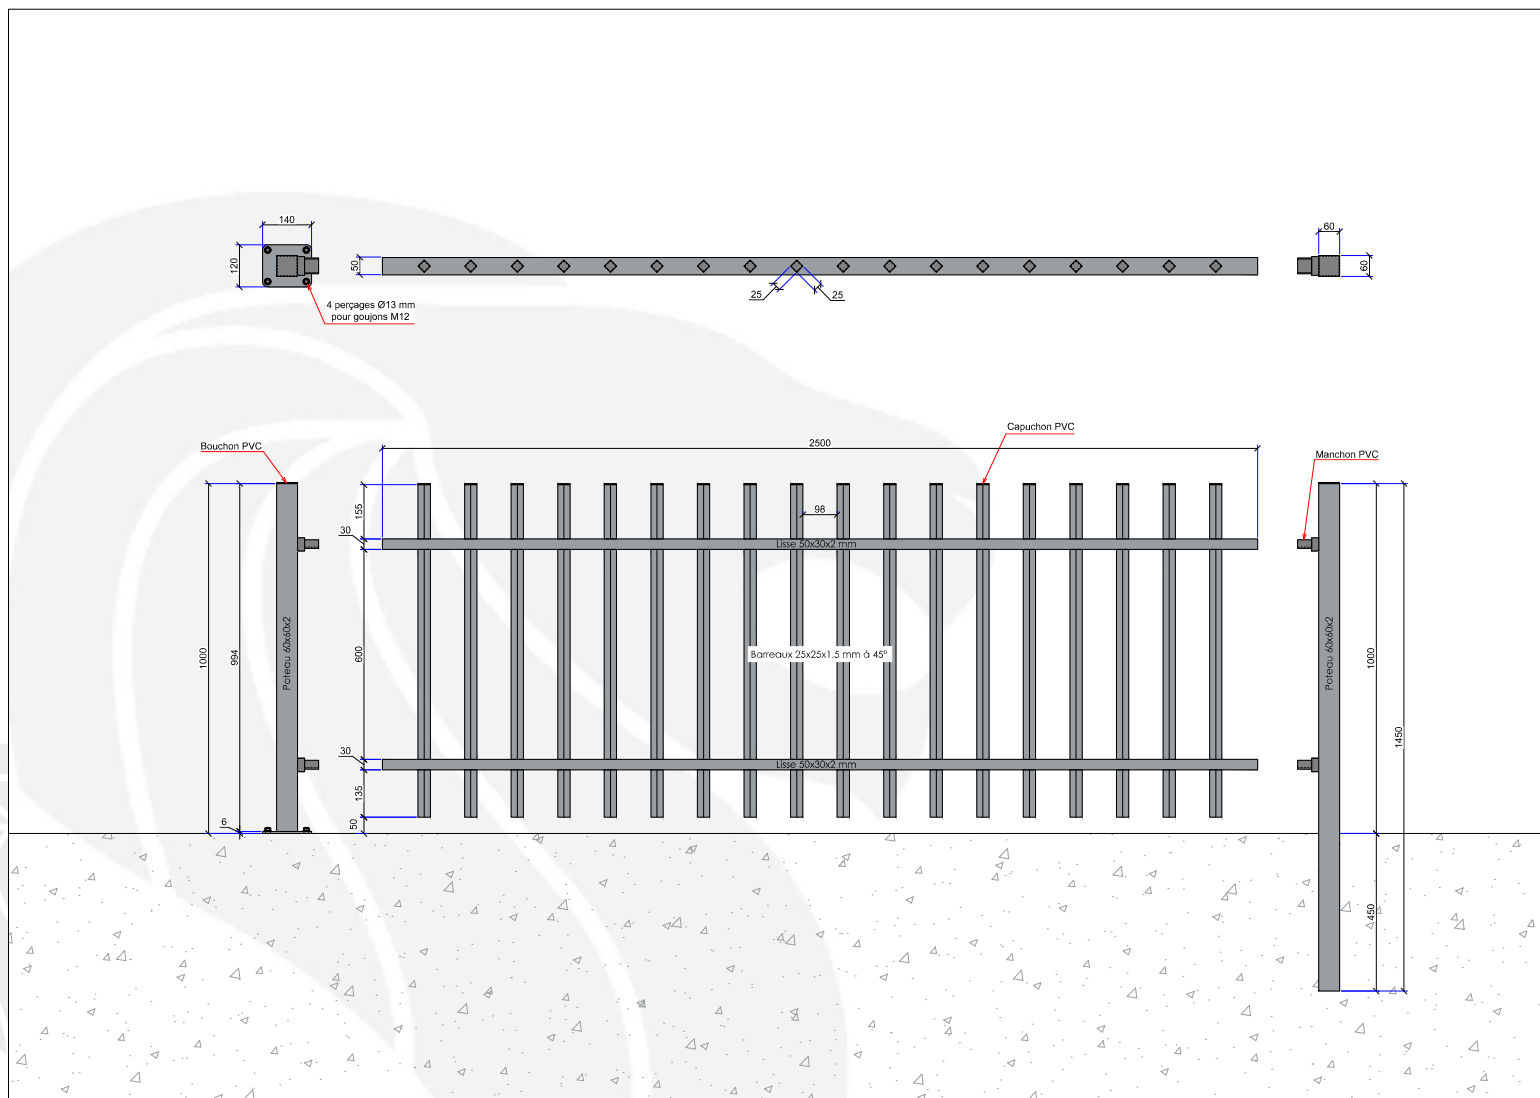 140
120
4 perçages Ø13 mm
pour goujons M12
50
25
25
60
60
Bouchon PVC
2500
Capuchon PVC
Manchon PVC
155
98
30
Lisse 50x30x2 mm
1000
994
Poteau 60x60x2
600
Barreaux 25x25x1.5 mm à 45°
Poteau 60x60x2
1000
1450
30
Lisse 50x30x2 mm
135
6
50
450